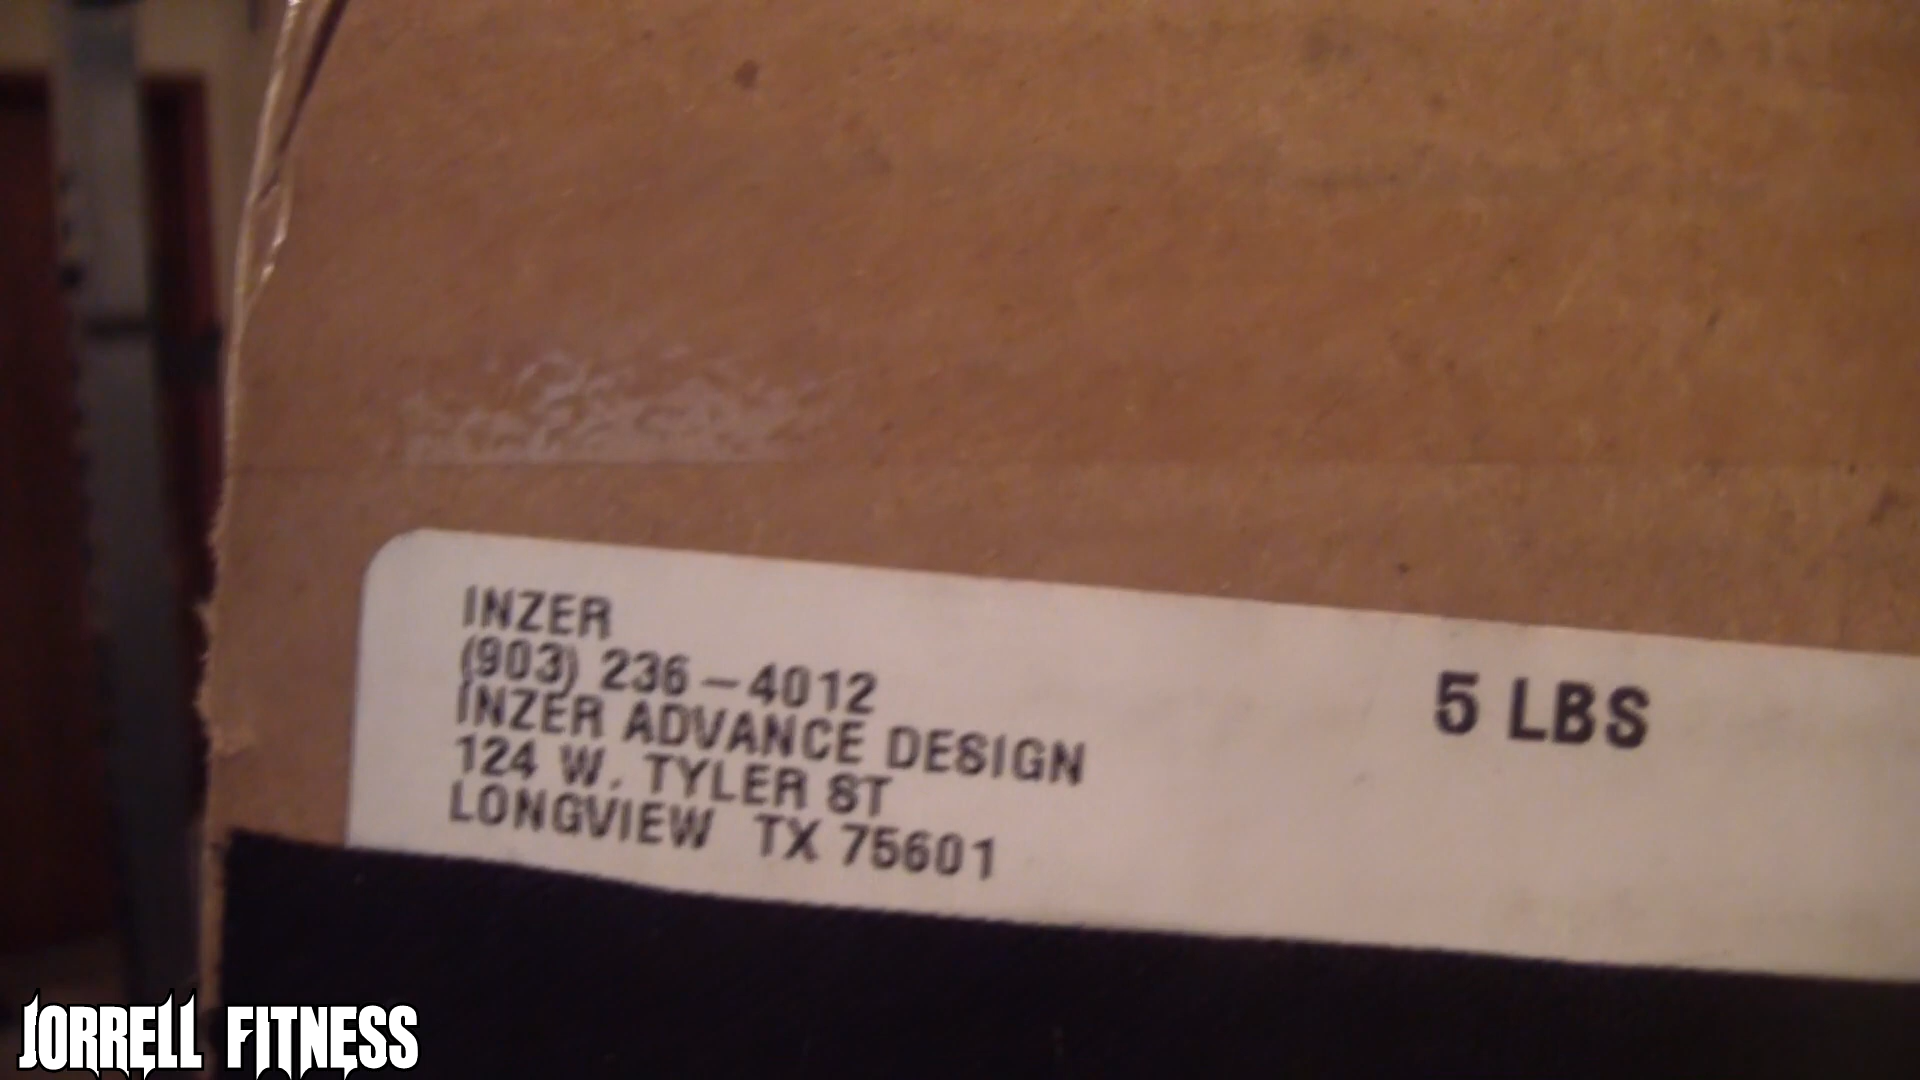 INZER
(903) 236-4012
INZER ADVANCE DESIGN
124 W. TYLER ST
LONGVIEW TX 75601
5 LBS
JORRELL FITNESS